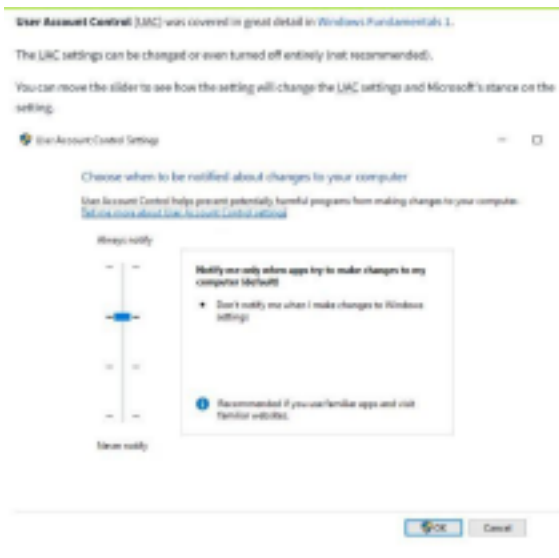 User Account Control (UAC) was covered in great detail in Windows Fundamentals 1.
The UAC settings can be changed or even turned off entirely (not recommended).
You can move the slider to see how the setting will change the UAC settings and Microsoft's stance on the
setting.
User Account Control Settings
Choose when to be notified about changes to your computer
User Account Control helps prevent potentially harmful programs from making changes to your computer.
Tell me more about User Account Control settings
Always notify
Notify me only when apps try to make changes to my
computer (default)
Don't notify me when I make changes to Windows
settings
Recommended if you use familiar apps and visit
familiar websites.
Never notify
OK
Cancel